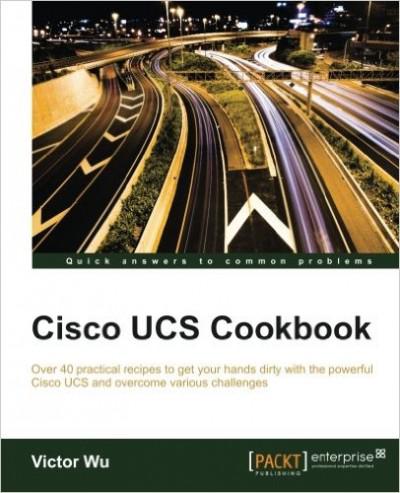 Quick answers to common problems
Cisco UCS Cookbook
Over 40 practical recipes to get your hands dirty with the powerful
Cisco UCS and overcome various challenges
Victor Wu
[PACKT] enterprise
PUBLISHING
professional expertise distilled